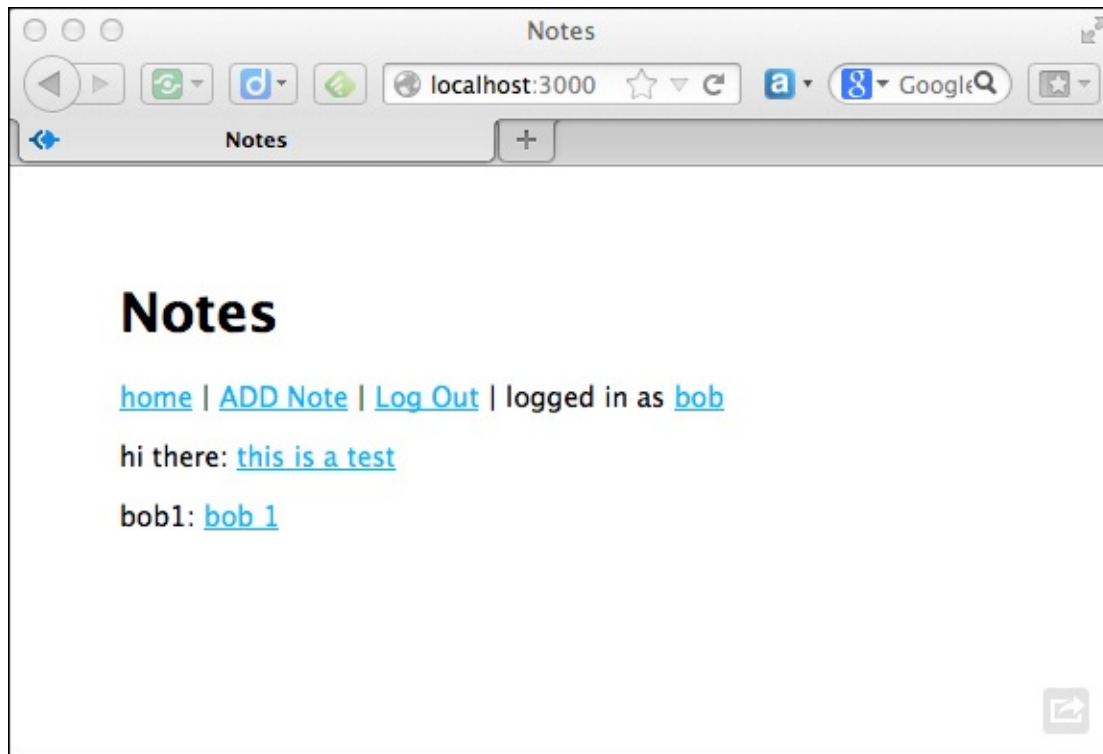 Notes
localhost:3000 Google
Notes
Notes
home | ADD Note | Log Out | logged in as bob
hi there: this is a test
bob1: bob 1